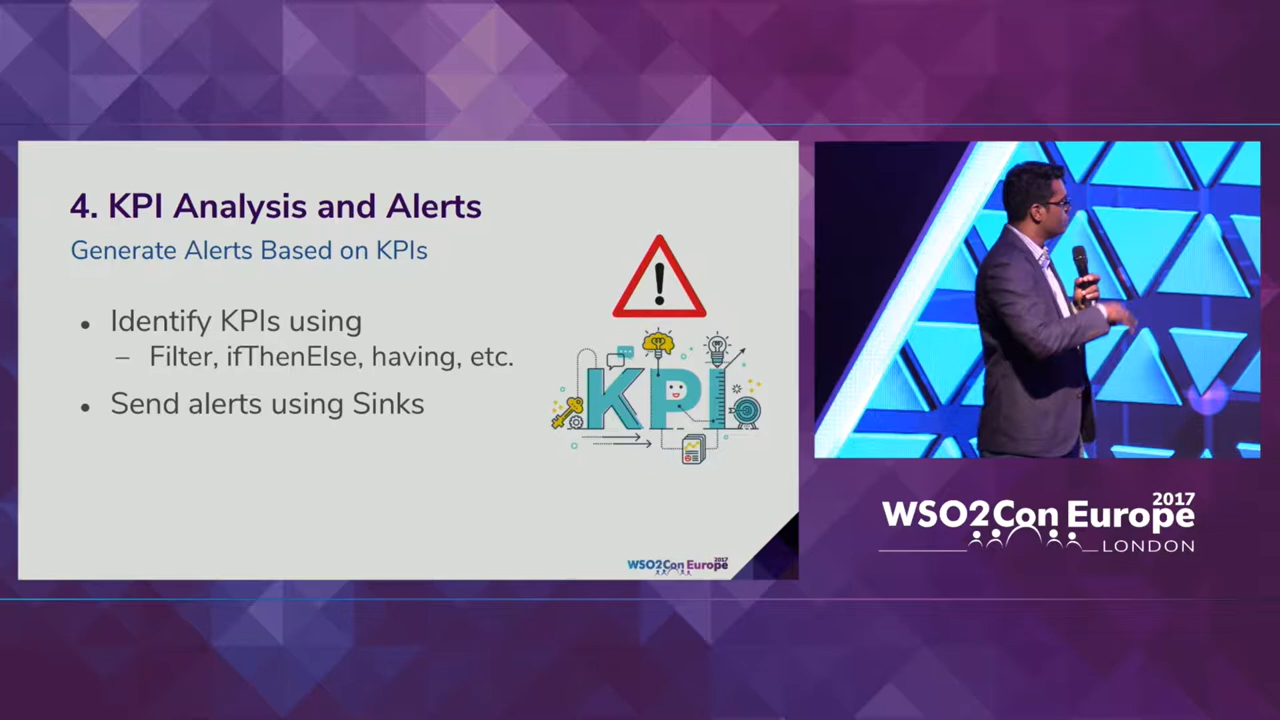 4. KPI Analysis and Alerts
Generate Alerts Based on KPIs
• Identify KPIs using
– Filter, ifThenElse, having, etc.
• Send alerts using Sinks
!
KPI
WSO2Con Europe 2017
WSO2Con Europe 2017
LONDON